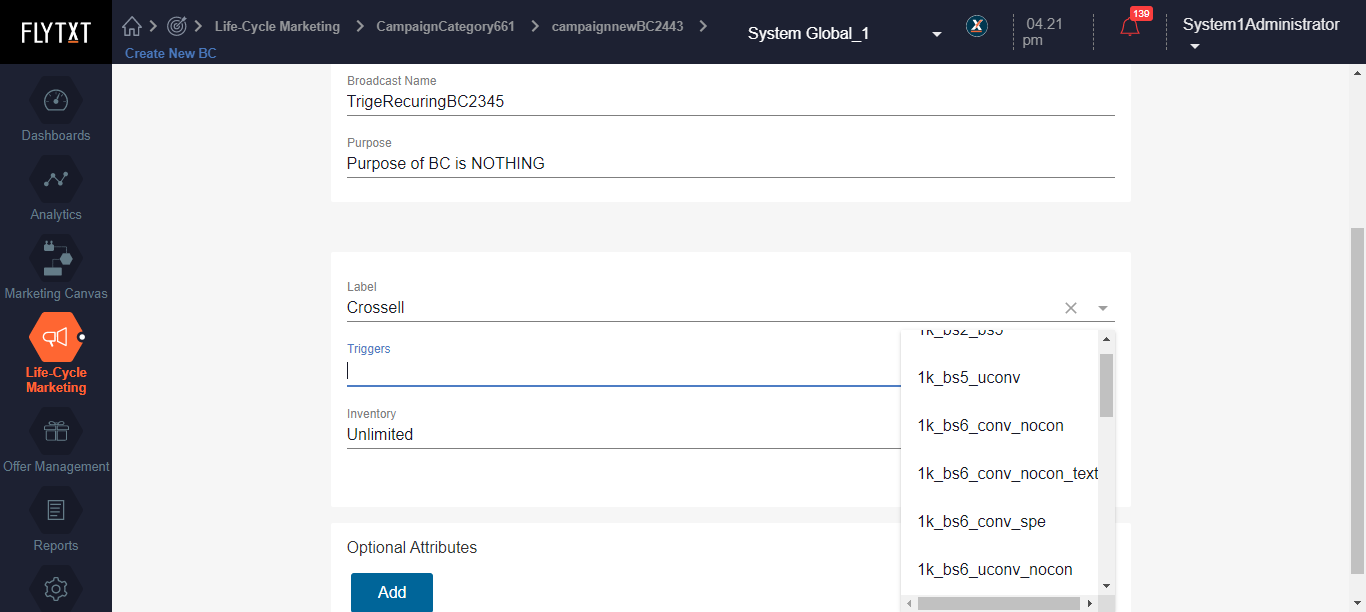 FLYTXT
Life-Cycle Marketing
CampaignCategory661
campaignnewBC2443
Create New BC
System Global_1
X
04.21
pm
139
System1Administrator
Dashboards
Analytics
Marketing Canvas
Life-Cycle
Marketing
Offer Management
Reports
Broadcast Name
TrigeRecuringBC2345
Purpose
Purpose of BC is NOTHING
Label
Crossell
Triggers
Inventory
Unlimited
1k_bs2_bs5
1k_bs5_uconv
1k_bs6_conv_nocon
1k_bs6_conv_nocon_text
1k_bs6_conv_spe
1k_bs6_uconv_nocon
Optional Attributes
Add